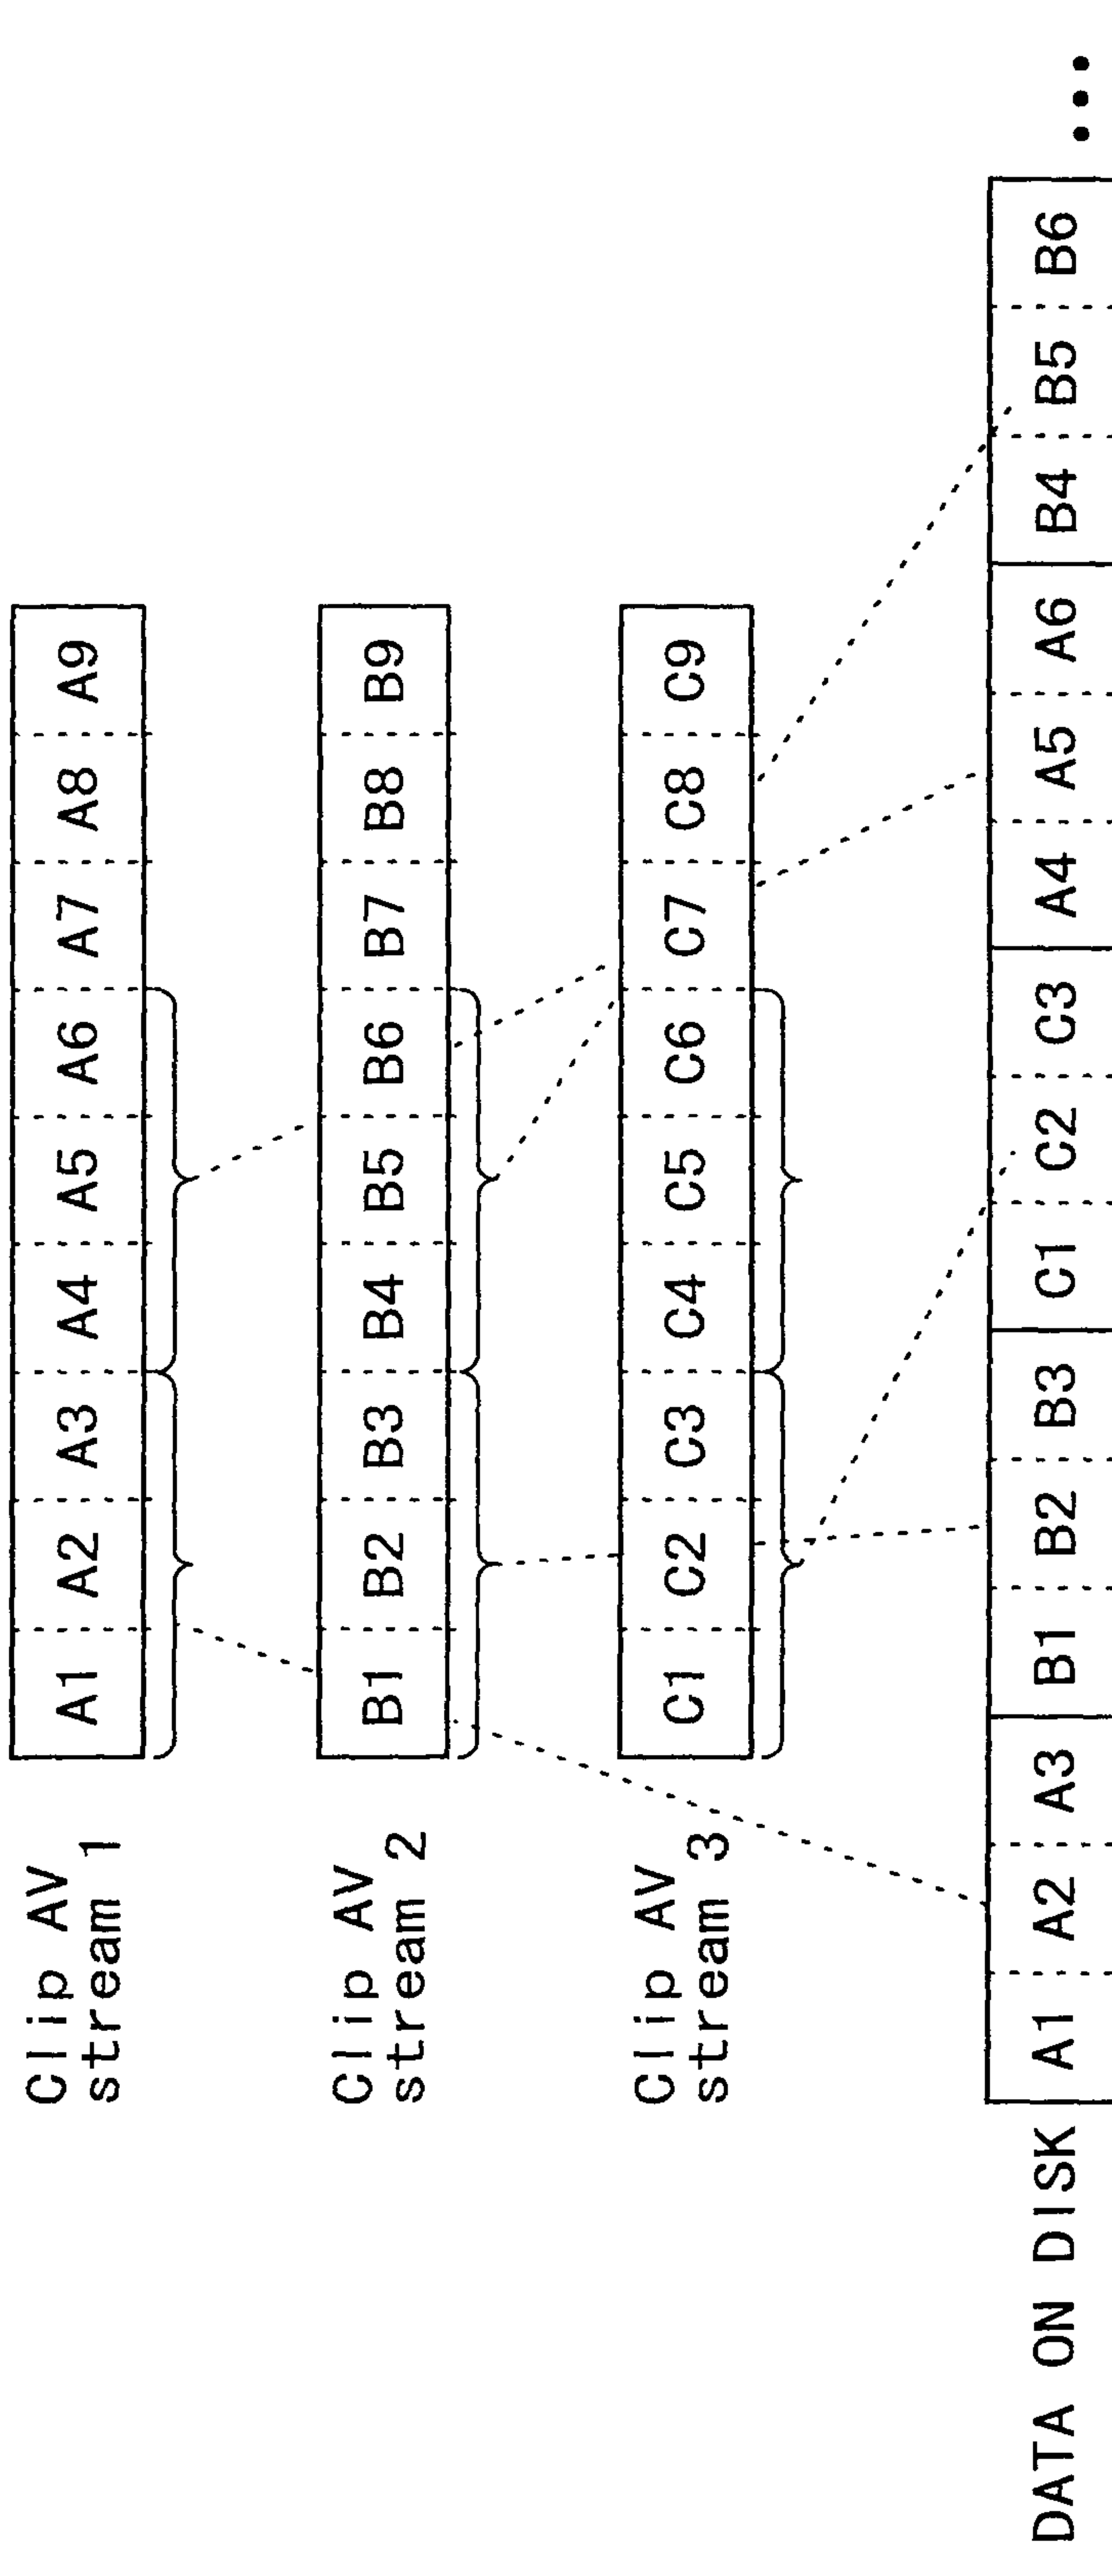 Clip AV
stream 1
A1 A2 A3 A4 A5 A6 A7 A8 A9
Clip AV
stream 2
B1 B2 B3 B4 B5 B6 B7 B8 B9
Clip AV
stream 3
C1 C2 C3 C4 C5 C6 C7 C8 C9
DATA ON DISK A1 A2 A3 B1 B2 B3 C1 C2 C3 A4 A5 A6 B4 B5 B6 •••